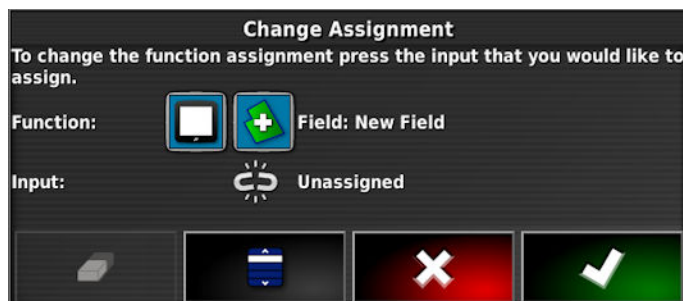 Change Assignment
To change the function assignment press the input that you would like to
assign.
Function: Field: New Field
Input: Unassigned